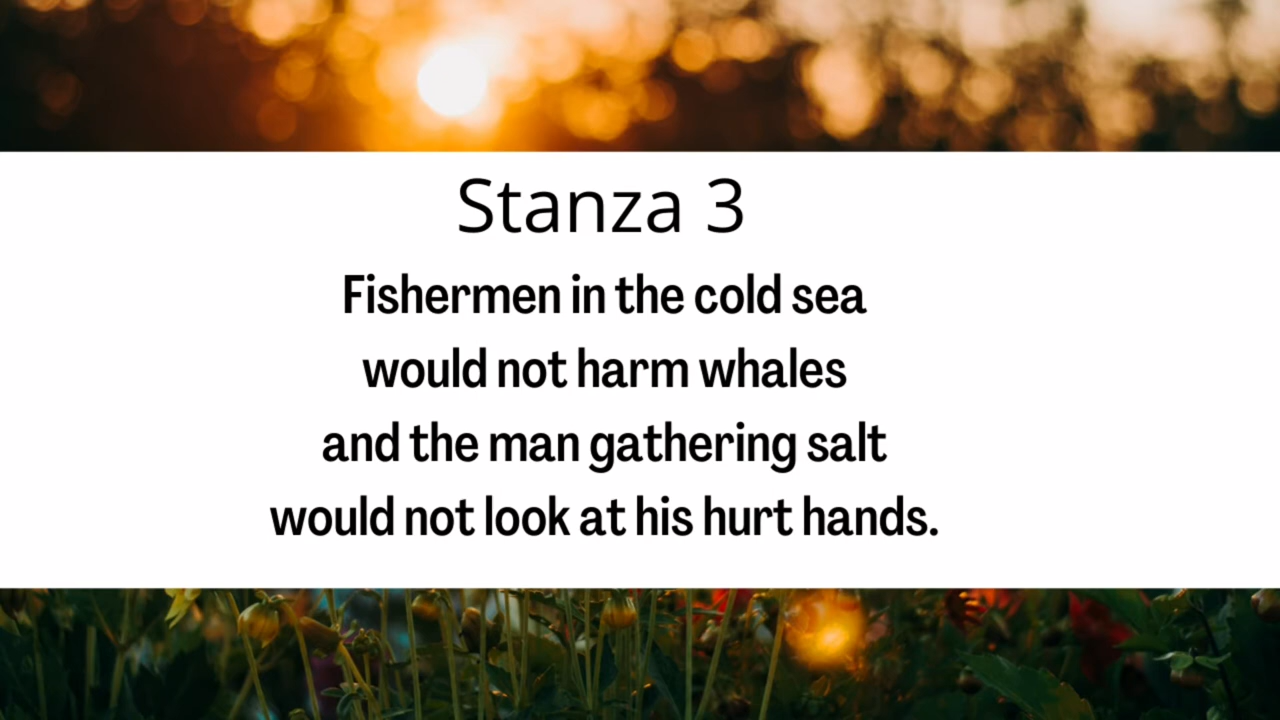 Stanza 3
Fishermen in the cold sea
would not harm whales
and the man gathering salt
would not look at his hurt hands.